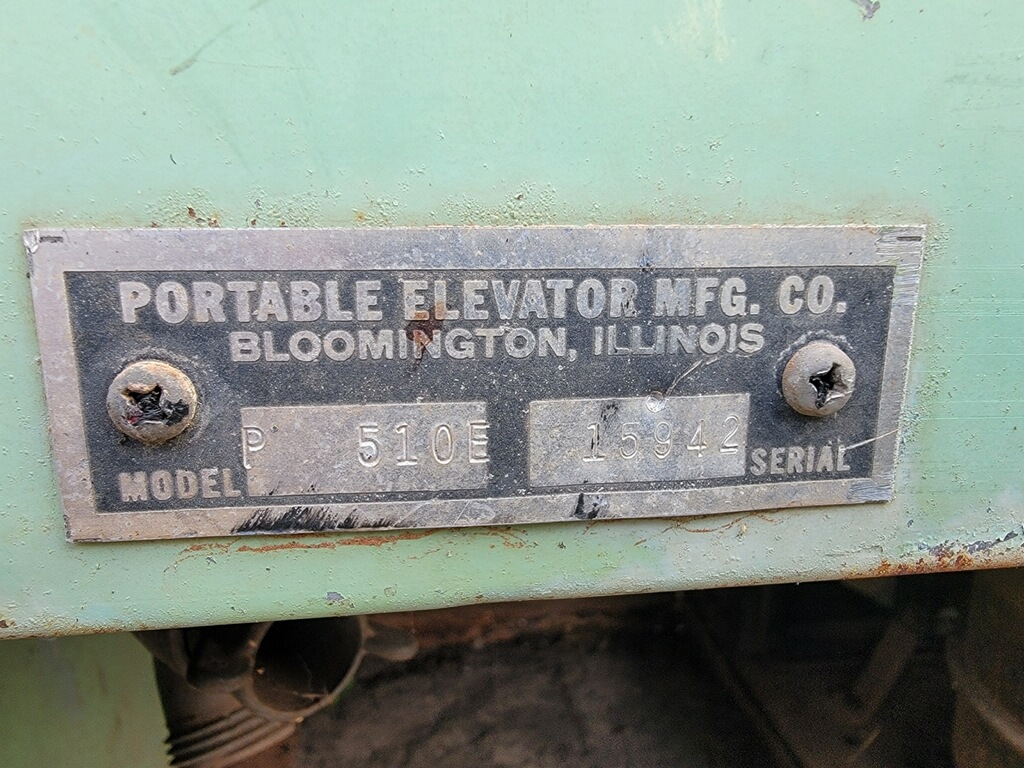 PORTABLE ELEVATOR MFG. CO.
BLOOMINGTON, ILLINOIS
MODEL P 510E 15942 SERIAL